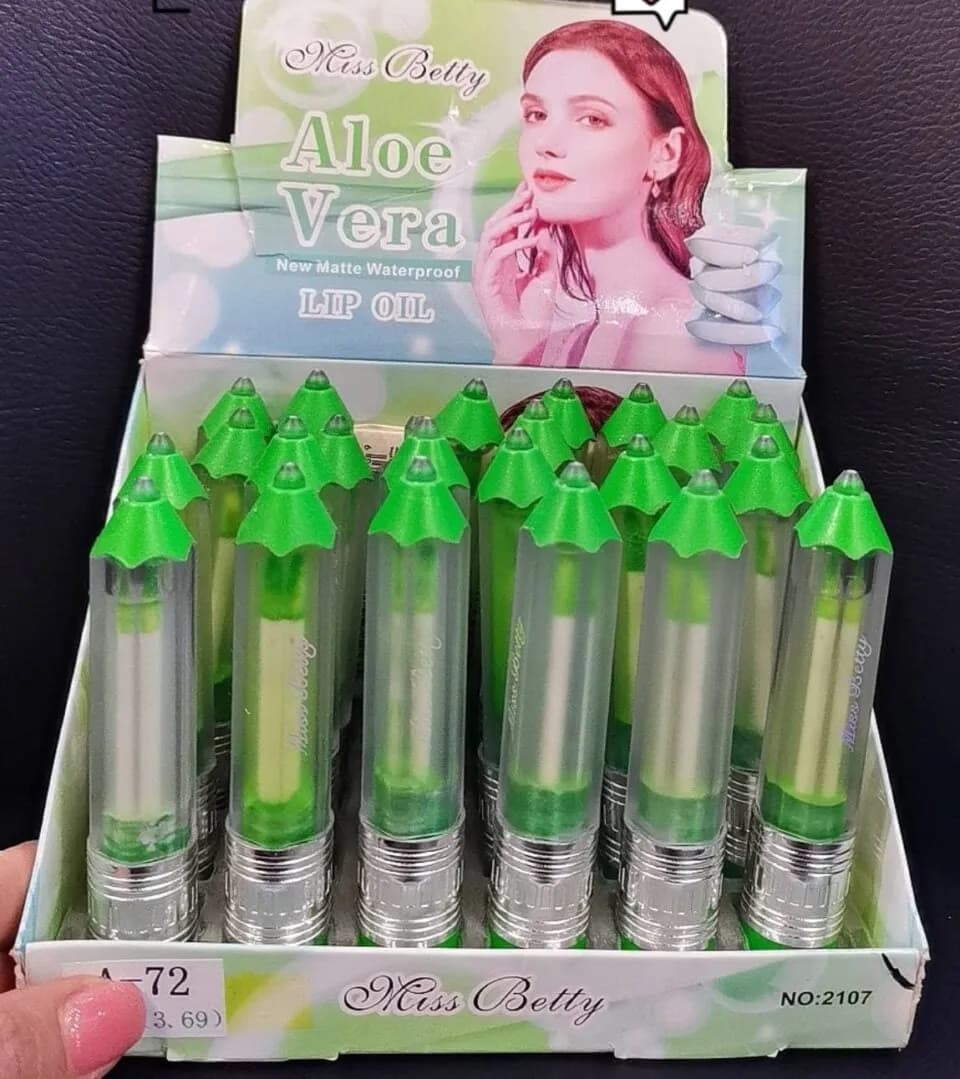 Miss Betty
Aloe
Vera
New Matte Waterproof
LIP OIL
Miss Betty
Miss Betty
Miss Betty
A-72
3.69)
Miss Betty
NO:2107